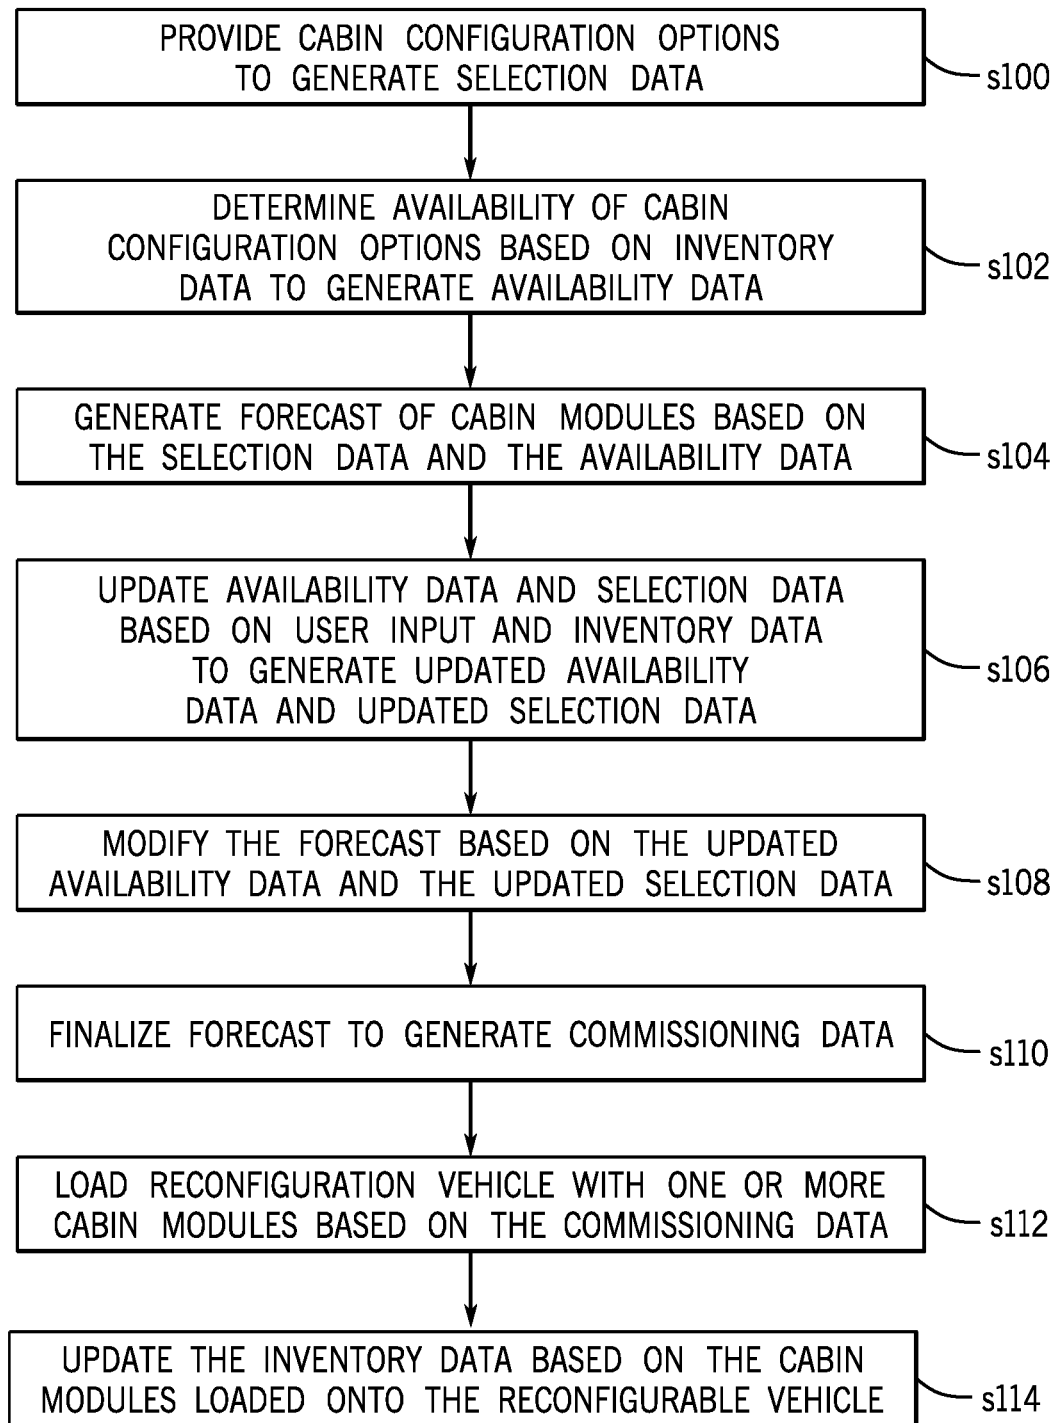 PROVIDE CABIN CONFIGURATION OPTIONS
TO GENERATE SELECTION DATA
s100
DETERMINE AVAILABILITY OF CABIN
CONFIGURATION OPTIONS BASED ON INVENTORY
DATA TO GENERATE AVAILABILITY DATA
s102
GENERATE FORECAST OF CABIN MODULES BASED ON
THE SELECTION DATA AND THE AVAILABILITY DATA
s104
UPDATE AVAILABILITY DATA AND SELECTION DATA
BASED ON USER INPUT AND INVENTORY DATA
TO GENERATE UPDATED AVAILABILITY
DATA AND UPDATED SELECTION DATA
s106
MODIFY THE FORECAST BASED ON THE UPDATED
AVAILABILITY DATA AND THE UPDATED SELECTION DATA
s108
FINALIZE FORECAST TO GENERATE COMMISSIONING DATA
s110
LOAD RECONFIGURATION VEHICLE WITH ONE OR MORE
CABIN MODULES BASED ON THE COMMISSIONING DATA
s112
UPDATE THE INVENTORY DATA BASED ON THE CABIN
MODULES LOADED ONTO THE RECONFIGURABLE VEHICLE
s114